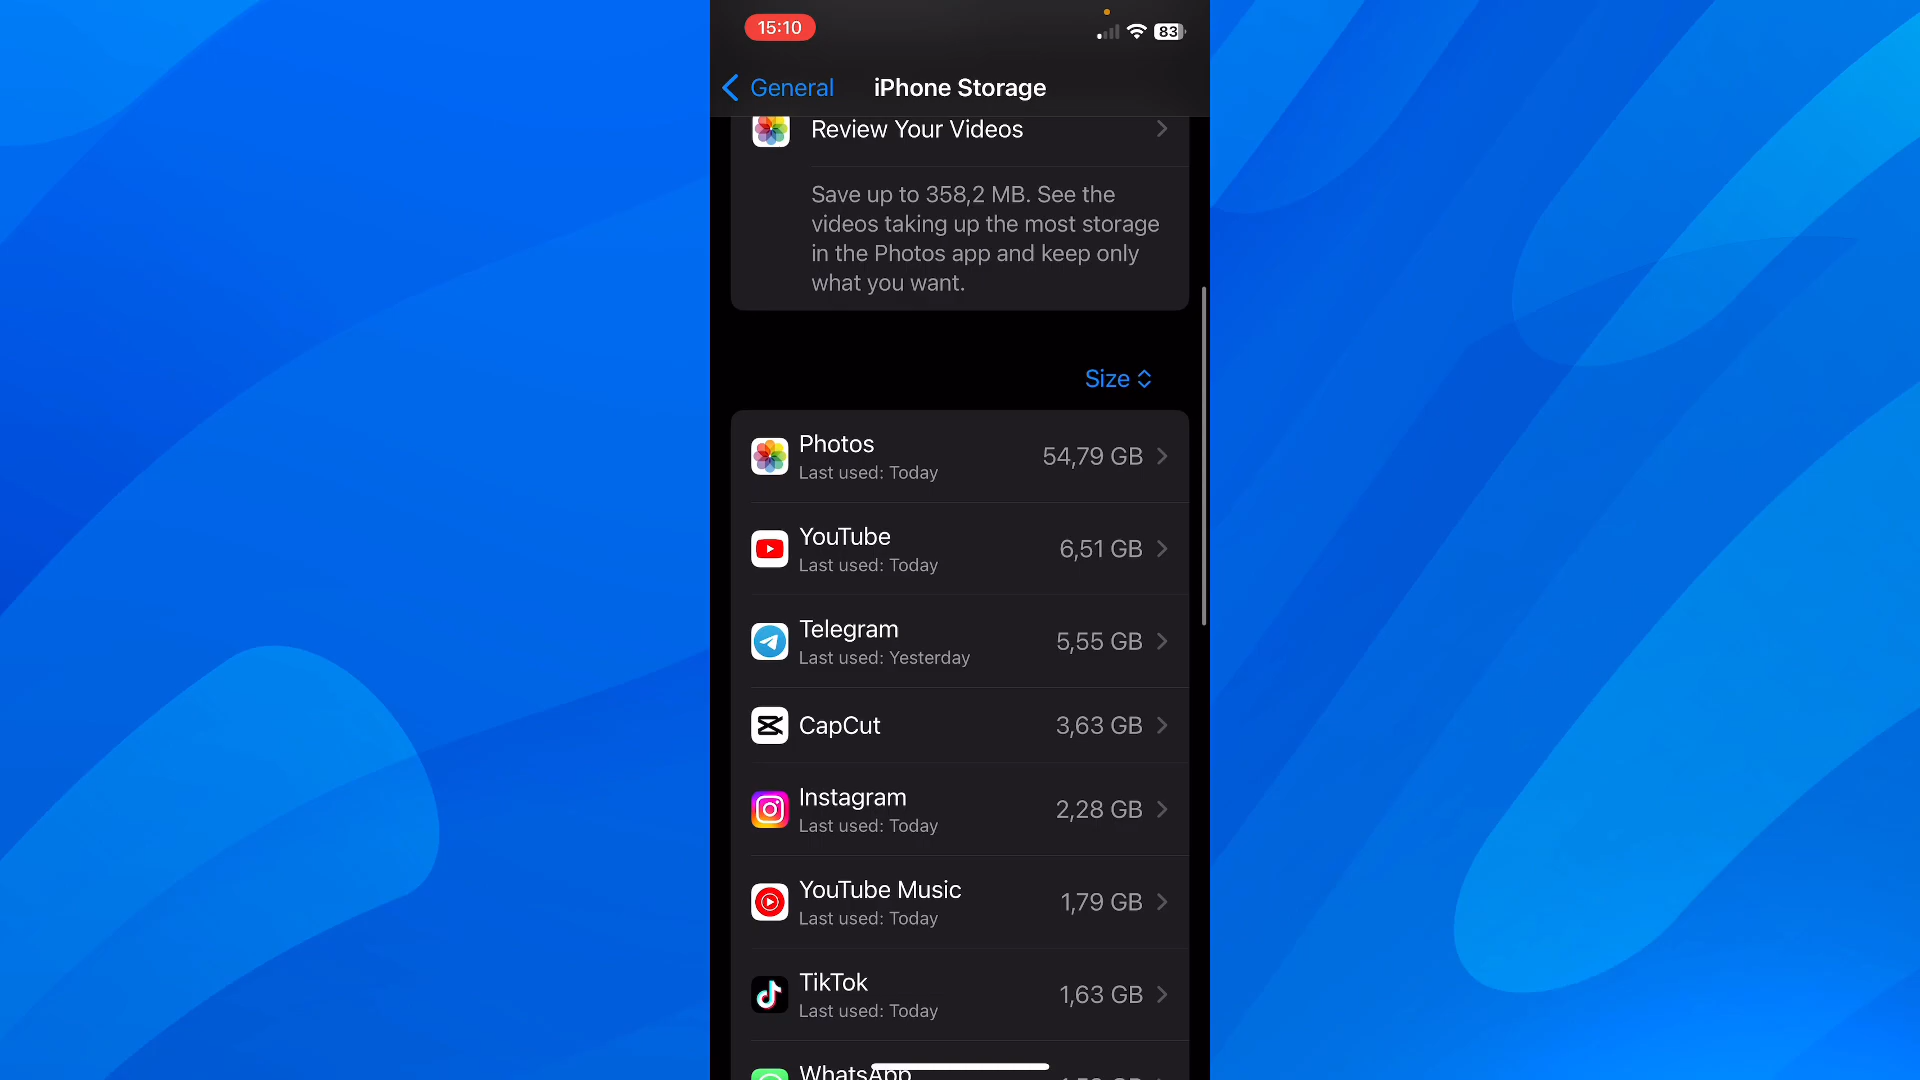 15:10
83
General
iPhone Storage
Review Your Videos
Save up to 358,2 MB. See the
videos taking up the most storage
in the Photos app and keep only
what you want.
Size
Photos
54,79 GB
Last used: Today
YouTube
6,51 GB
Last used: Today
Telegram
5,55 GB
Last used: Yesterday
CapCut
3,63 GB
Instagram
2,28 GB
Last used: Today
YouTube Music
1,79 GB
Last used: Today
TikTok
1,63 GB
Last used: Today
WhatsApp